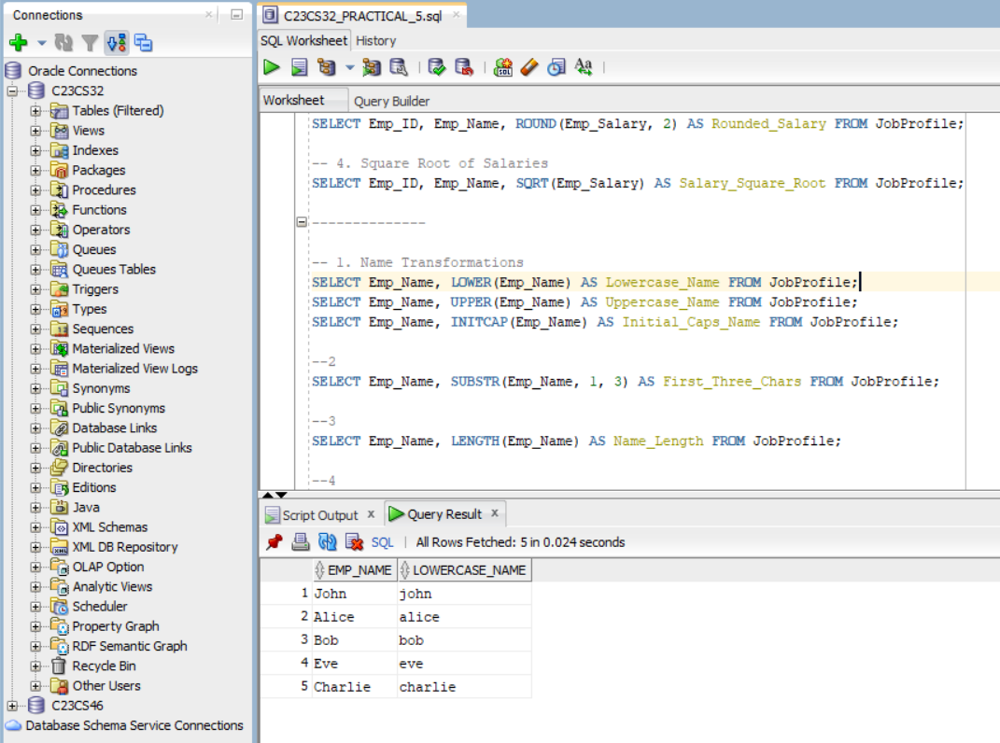 Connections
Oracle Connections
C23CS32
Tables (Filtered)
Views
Indexes
Packages
Procedures
Functions
Operators
Queues
Queues Tables
Triggers
Types
Sequences
Materialized Views
Materialized View Logs
Synonyms
Public Synonyms
Database Links
Public Database Links
Directories
Editions
Java
XML Schemas
XML DB Repository
OLAP Option
Analytic Views
Scheduler
Property Graph
RDF Semantic Graph
Recycle Bin
Other Users
C23CS46
Database Schema Service Connections
C23CS32_PRACTICAL_5.sql
SQL Worksheet History
Worksheet Query Builder
SELECT Emp_ID, Emp_Name, ROUND(Emp_Salary, 2) AS Rounded_Salary FROM JobProfile;
-- 4. Square Root of Salaries
SELECT Emp_ID, Emp_Name, SQRT(Emp_Salary) AS Salary_Square_Root FROM JobProfile;
--------------
-- 1. Name Transformations
SELECT Emp_Name, LOWER(Emp_Name) AS Lowercase_Name FROM JobProfile;
SELECT Emp_Name, UPPER(Emp_Name) AS Uppercase_Name FROM JobProfile;
SELECT Emp_Name, INITCAP(Emp_Name) AS Initial_Caps_Name FROM JobProfile;
--2
SELECT Emp_Name, SUBSTR(Emp_Name, 1, 3) AS First_Three_Chars FROM JobProfile;
--3
SELECT Emp_Name, LENGTH(Emp_Name) AS Name_Length FROM JobProfile;
--4
Script Output x Query Result x
SQL | All Rows Fetched: 5 in 0.024 seconds
EMP_NAME LOWERCASE_NAME
1 John john
2 Alice alice
3 Bob bob
4 Eve eve
5 Charlie charlie